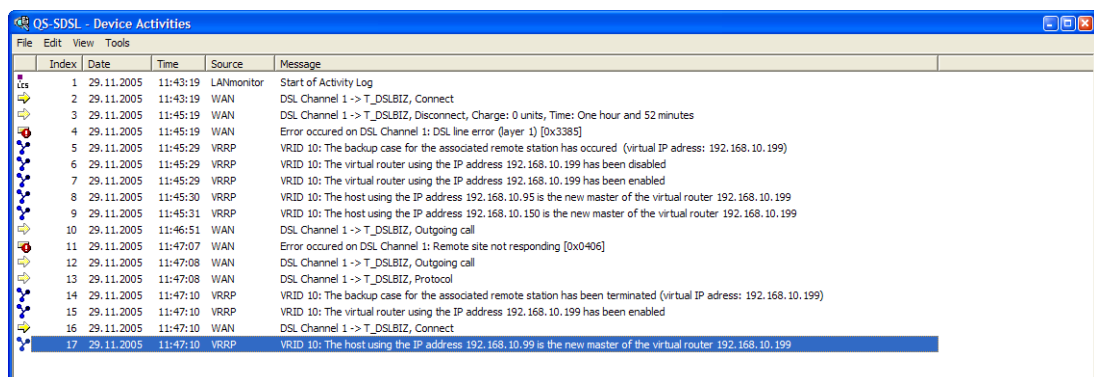 QS-SDSL - Device Activities
File Edit View Tools
Index Date Time Source Message
LCS 1 29.11.2005 11:43:19 LANmonitor Start of Activity Log
2 29.11.2005 11:43:19 WAN DSL Channel 1 -> T_DSLBIZ, Connect
3 29.11.2005 11:45:19 WAN DSL Channel 1 -> T_DSLBIZ, Disconnect, Charge: 0 units, Time: One hour and 52 minutes
4 29.11.2005 11:45:19 WAN Error occured on DSL Channel 1: DSL line error (layer 1) [0x3385]
5 29.11.2005 11:45:29 VRRP VRID 10: The backup case for the associated remote station has occured (virtual IP adress: 192.168.10.199)
6 29.11.2005 11:45:29 VRRP VRID 10: The virtual router using the IP address 192.168.10.199 has been disabled
7 29.11.2005 11:45:29 VRRP VRID 10: The virtual router using the IP address 192.168.10.199 has been enabled
8 29.11.2005 11:45:30 VRRP VRID 10: The host using the IP address 192.168.10.95 is the new master of the virtual router 192.168.10.199
9 29.11.2005 11:45:31 VRRP VRID 10: The host using the IP address 192.168.10.150 is the new master of the virtual router 192.168.10.199
10 29.11.2005 11:46:51 WAN DSL Channel 1 -> T_DSLBIZ, Outgoing call
11 29.11.2005 11:47:07 WAN Error occured on DSL Channel 1: Remote site not responding [0x0406]
12 29.11.2005 11:47:08 WAN DSL Channel 1 -> T_DSLBIZ, Outgoing call
13 29.11.2005 11:47:08 WAN DSL Channel 1 -> T_DSLBIZ, Protocol
14 29.11.2005 11:47:10 VRRP VRID 10: The backup case for the associated remote station has been terminated (virtual IP adress: 192.168.10.199)
15 29.11.2005 11:47:10 VRRP VRID 10: The virtual router using the IP address 192.168.10.199 has been enabled
16 29.11.2005 11:47:10 WAN DSL Channel 1 -> T_DSLBIZ, Connect
17 29.11.2005 11:47:10 VRRP VRID 10: The host using the IP address 192.168.10.99 is the new master of the virtual router 192.168.10.199